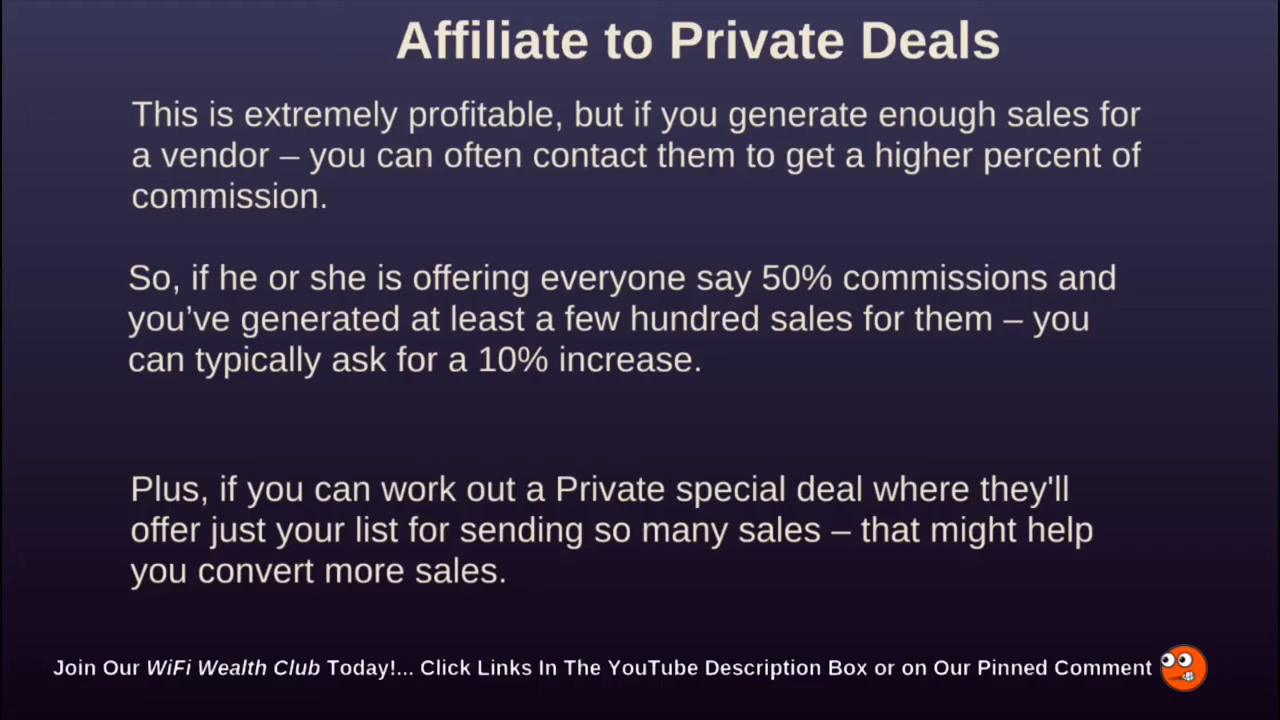 Affiliate to Private Deals
This is extremely profitable, but if you generate enough sales for
a vendor – you can often contact them to get a higher percent of
commission.
So, if he or she is offering everyone say 50% commissions and
you’ve generated at least a few hundred sales for them – you
can typically ask for a 10% increase.
Plus, if you can work out a Private special deal where they'll
offer just your list for sending so many sales – that might help
you convert more sales.
Join Our WiFi Wealth Club Today!... Click Links In The YouTube Description Box or on Our Pinned Comment